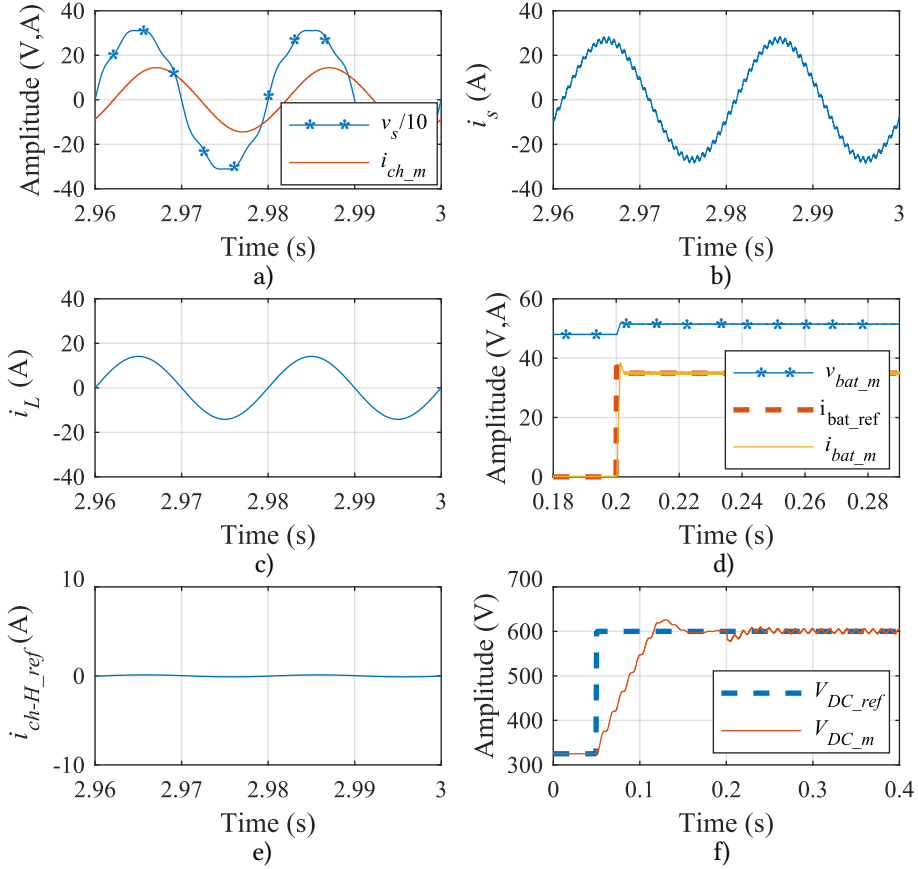 Amplitude (V,A)
40
20
0
-20
-40
v_s/10
i_ch_m
2.96 2.97 2.98 2.99 3
Time (s)
a)
i_s (A)
40
20
0
-20
-40
2.96 2.97 2.98 2.99 3
Time (s)
b)
i_L (A)
40
20
0
-20
-40
2.96 2.97 2.98 2.99 3
Time (s)
c)
Amplitude (V,A)
60
40
20
0
v_bat_m
i_bat_ref
i_bat_m
0.18 0.2 0.22 0.24 0.26 0.28
Time (s)
d)
i_ch-H_ref (A)
10
0
-10
2.96 2.97 2.98 2.99 3
Time (s)
e)
Amplitude (V)
700
600
500
400
300
V_DC_ref
V_DC_m
0 0.1 0.2 0.3 0.4
Time (s)
f)